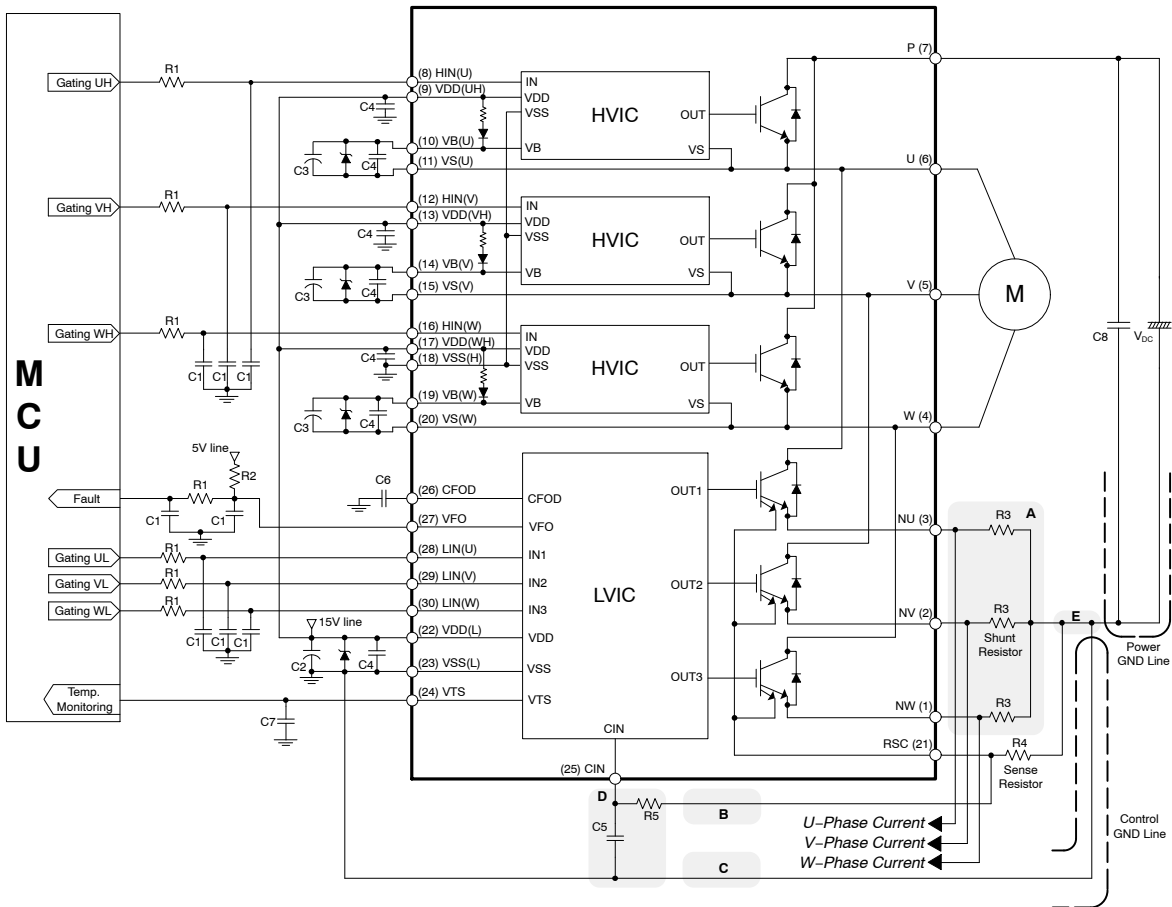 MCU
Gating UH
R1
Gating VH
R1
Gating WH
R1
C1 C1 C1
5V line
R2
Fault
R1
C1 C1
Gating UL
R1
Gating VL
R1
Gating WL
R1
C1 C1 C1
Temp. Monitoring
C7
C4
C3 C4
C4
C3 C4
C4
C3 C4
C6
15V line
C2 C4
(8) HIN(U)
(9) VDD(UH)
(10) VB(U)
(11) VS(U)
(12) HIN(V)
(13) VDD(VH)
(14) VB(V)
(15) VS(V)
(16) HIN(W)
(17) VDD(WH)
(18) VSS(H)
(19) VB(W)
(20) VS(W)
(26) CFOD
(27) VFO
(28) LIN(U)
(29) LIN(V)
(30) LIN(W)
(22) VDD(L)
(23) VSS(L)
(24) VTS
(25) CIN
IN
VDD
VSS
VB
HVIC
OUT
VS
IN
VDD
VSS
VB
HVIC
OUT
VS
IN
VDD
VSS
VB
HVIC
OUT
VS
CFOD
VFO
IN1
IN2
IN3
VDD
VSS
VTS
LVIC
OUT1
OUT2
OUT3
CIN
P (7)
U (6)
V (5)
W (4)
NU (3)
NV (2)
NW (1)
RSC (21)
M
C8
VDC
R3
A
R3
Shunt Resistor
R3
E
Power GND Line
R4
Sense Resistor
D
C5
R5
B
C
U−Phase Current
V−Phase Current
W−Phase Current
Control GND Line